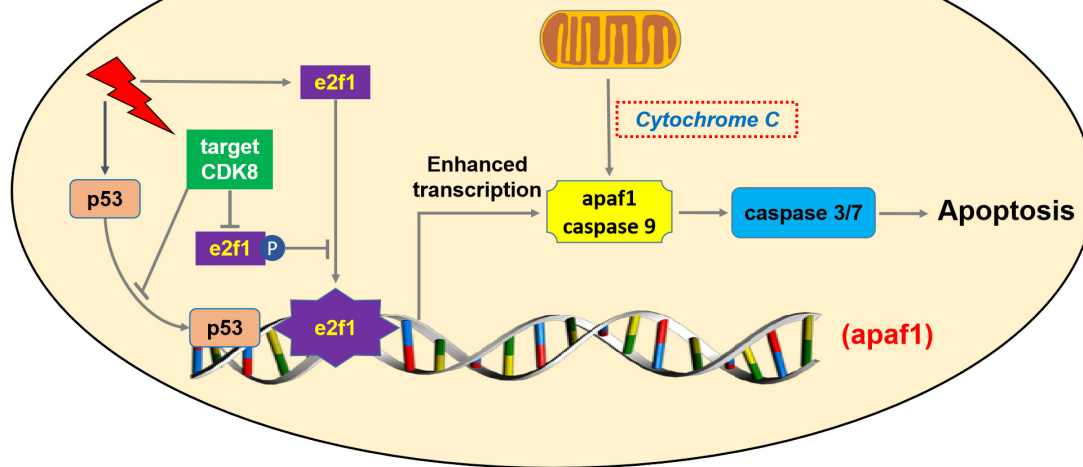 e2f1
Cytochrome C
target
CDK8
Enhanced
transcription
p53
apaf1
caspase 9
caspase 3/7
Apoptosis
e2f1
P
p53
e2f1
(apaf1)